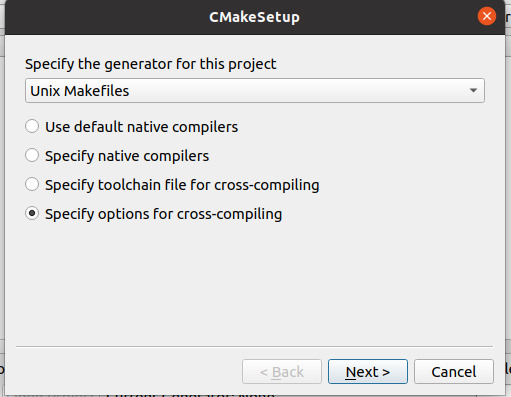 CMakeSetup
Specify the generator for this project
Unix Makefiles
Use default native compilers
Specify native compilers
Specify toolchain file for cross-compiling
Specify options for cross-compiling
< Back
Next >
Cancel